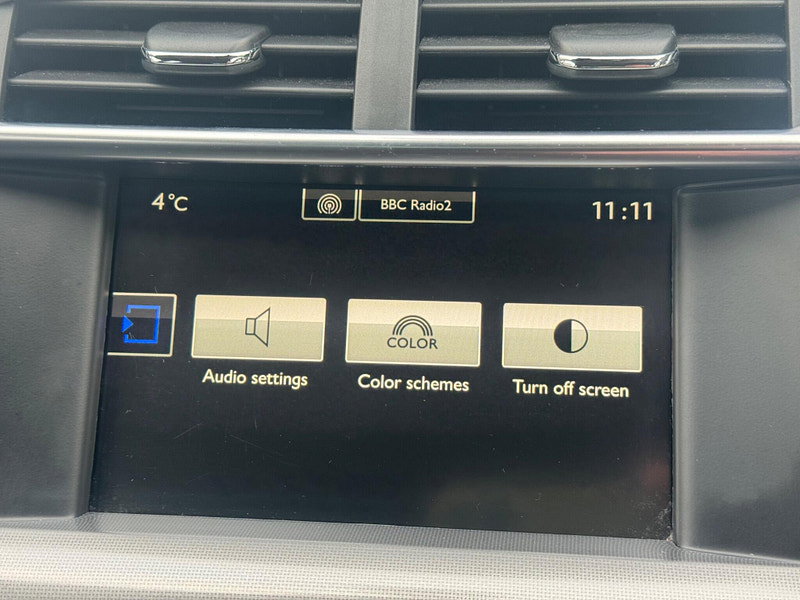 4°C
BBC Radio2
11:11
COLOR
Audio settings
Color schemes
Turn off screen